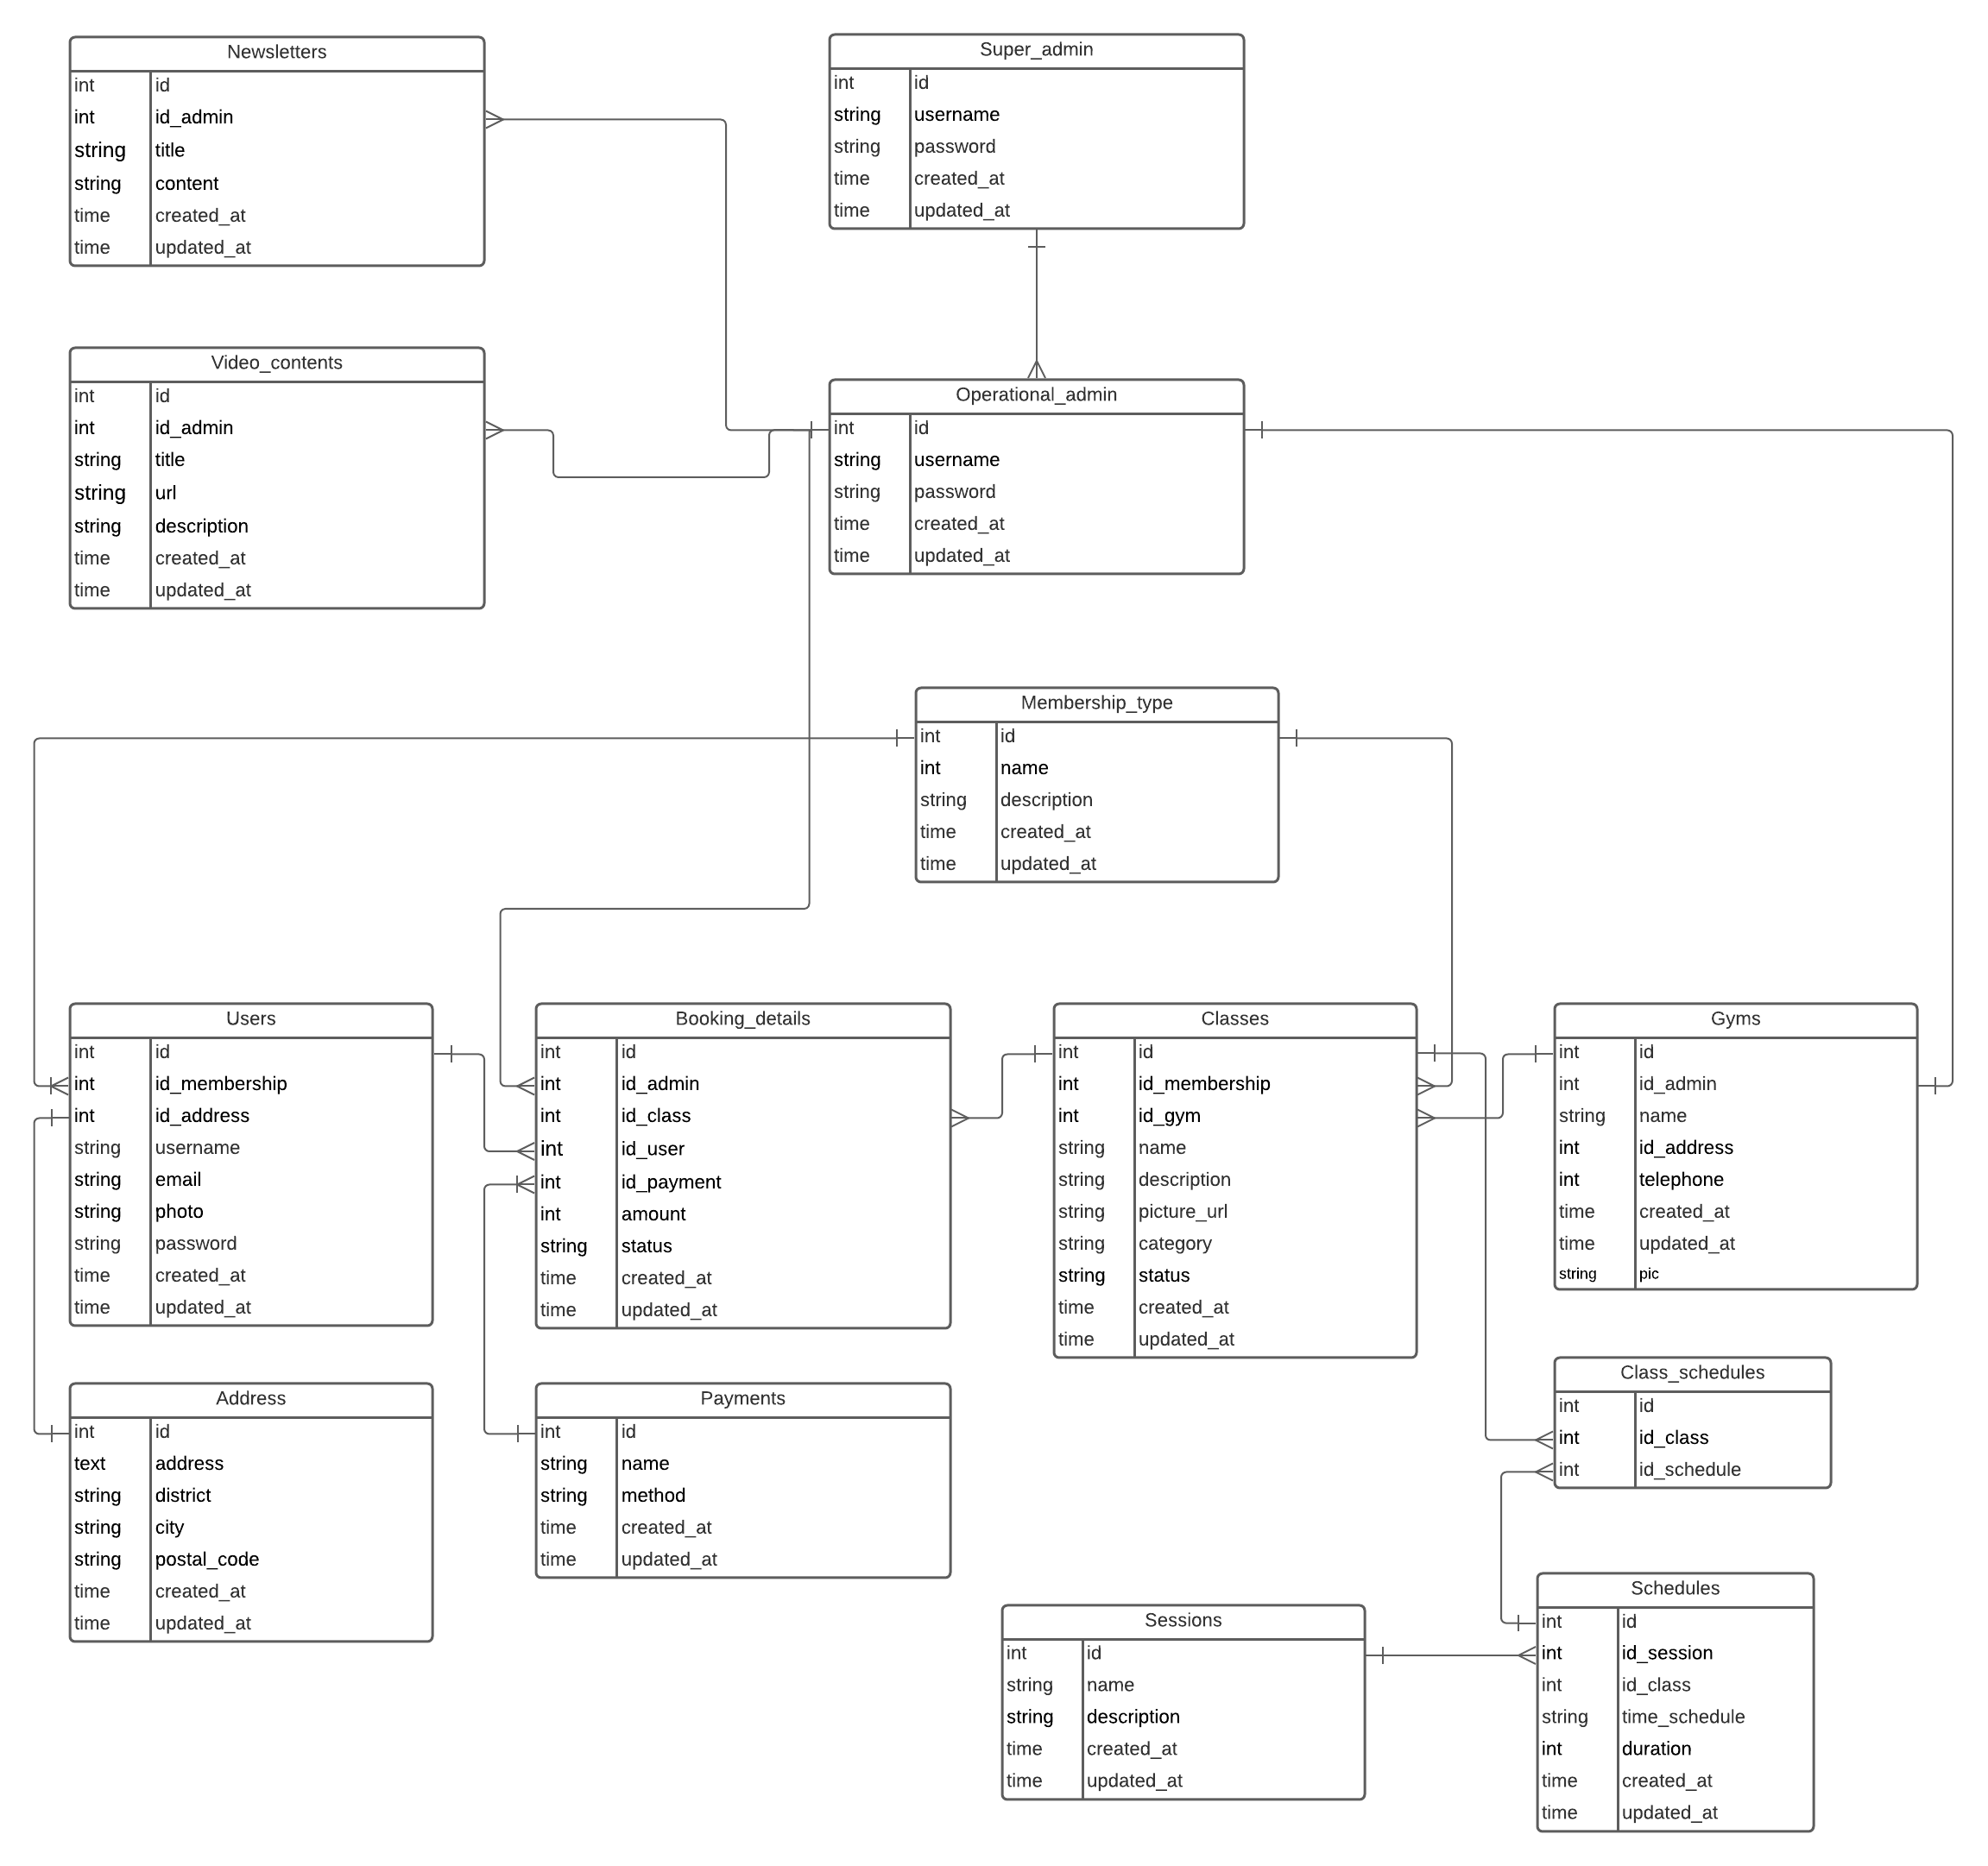 Newsletters
int id
int id_admin
string title
string content
time created_at
time updated_at
Super_admin
int id
string username
string password
time created_at
time updated_at
Video_contents
int id
int id_admin
string title
string url
string description
time created_at
time updated_at
Operational_admin
int id
string username
string password
time created_at
time updated_at
Membership_type
int id
int name
string description
time created_at
time updated_at
Users
int id
int id_membership
int id_address
string username
string email
string photo
string password
time created_at
time updated_at
Booking_details
int id
int id_admin
int id_class
int id_user
int id_payment
int amount
string status
time created_at
time updated_at
Classes
int id
int id_membership
int id_gym
string name
string description
string picture_url
string category
string status
time created_at
time updated_at
Gyms
int id
int id_admin
string name
int id_address
int telephone
time created_at
time updated_at
string pic
Address
int id
text address
string district
string city
string postal_code
time created_at
time updated_at
Payments
int id
string name
string method
time created_at
time updated_at
Class_schedules
int id
int id_class
int id_schedule
Sessions
int id
string name
string description
time created_at
time updated_at
Schedules
int id
int id_session
int id_class
string time_schedule
int duration
time created_at
time updated_at